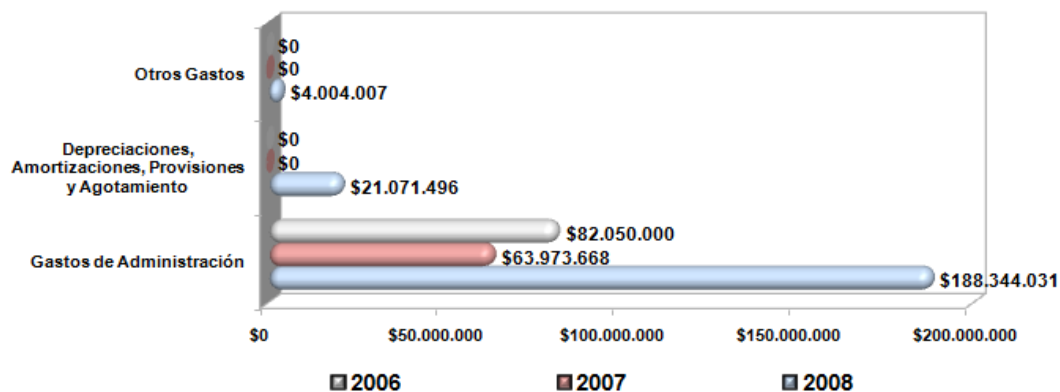 $0
$0
Otros Gastos
$4.004.007
$0
Depreciaciones,
Amortizaciones, Provisiones
y Agotamiento
$0
$21.071.496
$82.050.000
$63.973.668
Gastos de Administración
$188.344.031
$0 $50.000.000 $100.000.000 $150.000.000 $200.000.000
2006 2007 2008